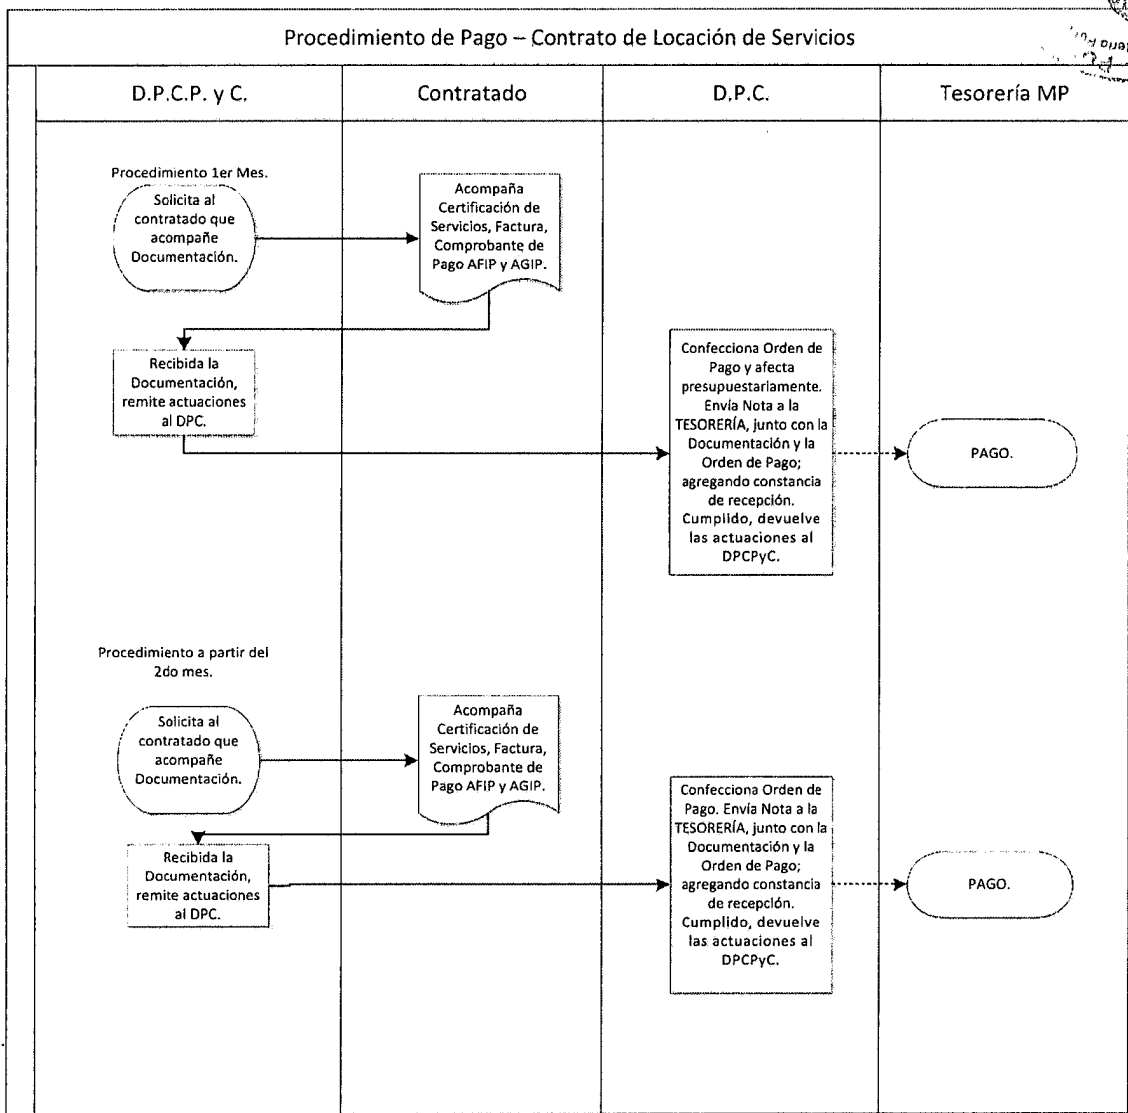 Procedimiento de Pago – Contrato de Locación de Servicios
D.P.C.P. y C.
Contratado
D.P.C.
Tesorería MP
Procedimiento 1er Mes.
Solicita al
contratado que
acompañe
Documentación.
Acompaña
Certificación de
Servicios, Factura,
Comprobante de
Pago AFIP y AGIP.
Recibida la
Documentación,
remite actuaciones
al DPC.
Confecciona Orden de
Pago y afecta
presupuestariamente.
Envía Nota a la
TESORERÍA, junto con la
Documentación y la
Orden de Pago;
agregando constancia
de recepción.
Cumplido, devuelve
las actuaciones al
DPCPyC.
PAGO.
Procedimiento a partir del
2do mes.
Solicita al
contratado que
acompañe
Documentación.
Acompaña
Certificación de
Servicios, Factura,
Comprobante de
Pago AFIP y AGIP.
Recibida la
Documentación,
remite actuaciones
al DPC.
Confecciona Orden de
Pago. Envía Nota a la
TESORERÍA, junto con la
Documentación y la
Orden de Pago;
agregando constancia
de recepción.
Cumplido, devuelve
las actuaciones al
DPCPyC.
PAGO.